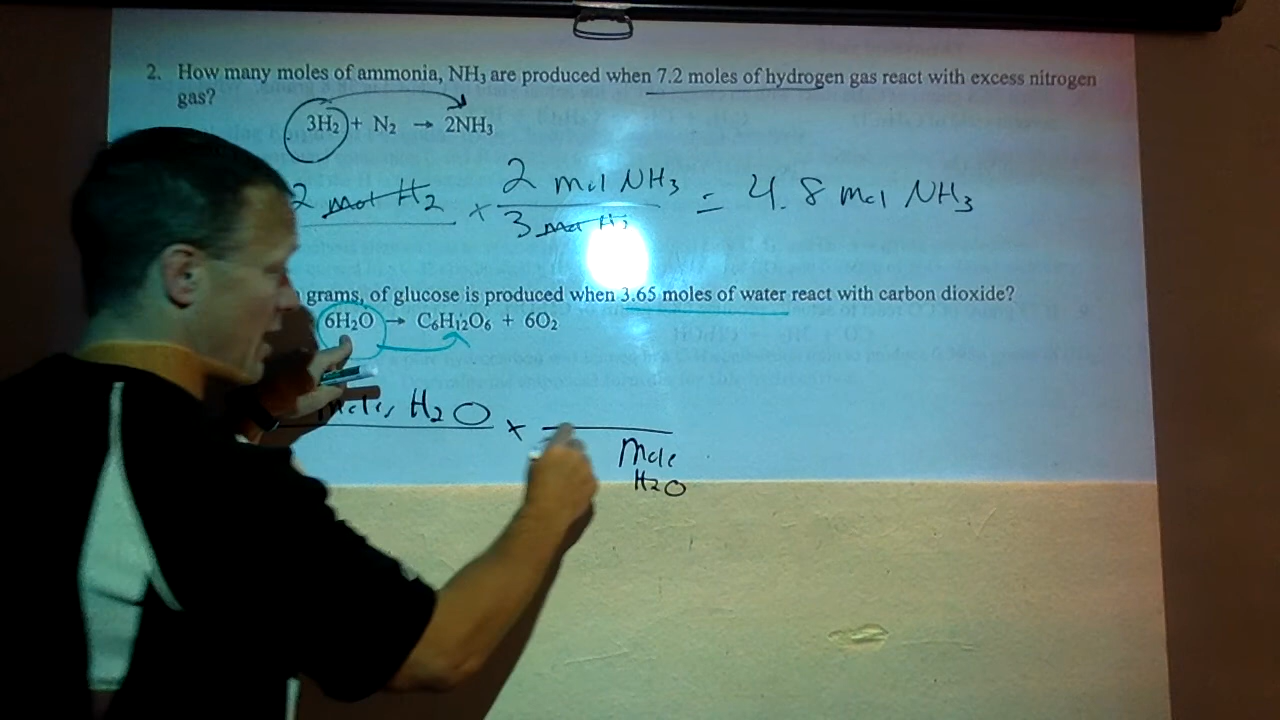 2. How many moles of ammonia, NH₃ are produced when 7.2 moles of hydrogen gas react with excess nitrogen
gas?
3H₂ + N₂ → 2NH₃
2 mol H₂ × 2 mol NH₃ = 4.8 mol NH₃
3 mol H₂
grams, of glucose is produced when 3.65 moles of water react with carbon dioxide?
6H₂O → C₆H₁₂O₆ + 6O₂
moles H₂O ×
Mole
H₂O